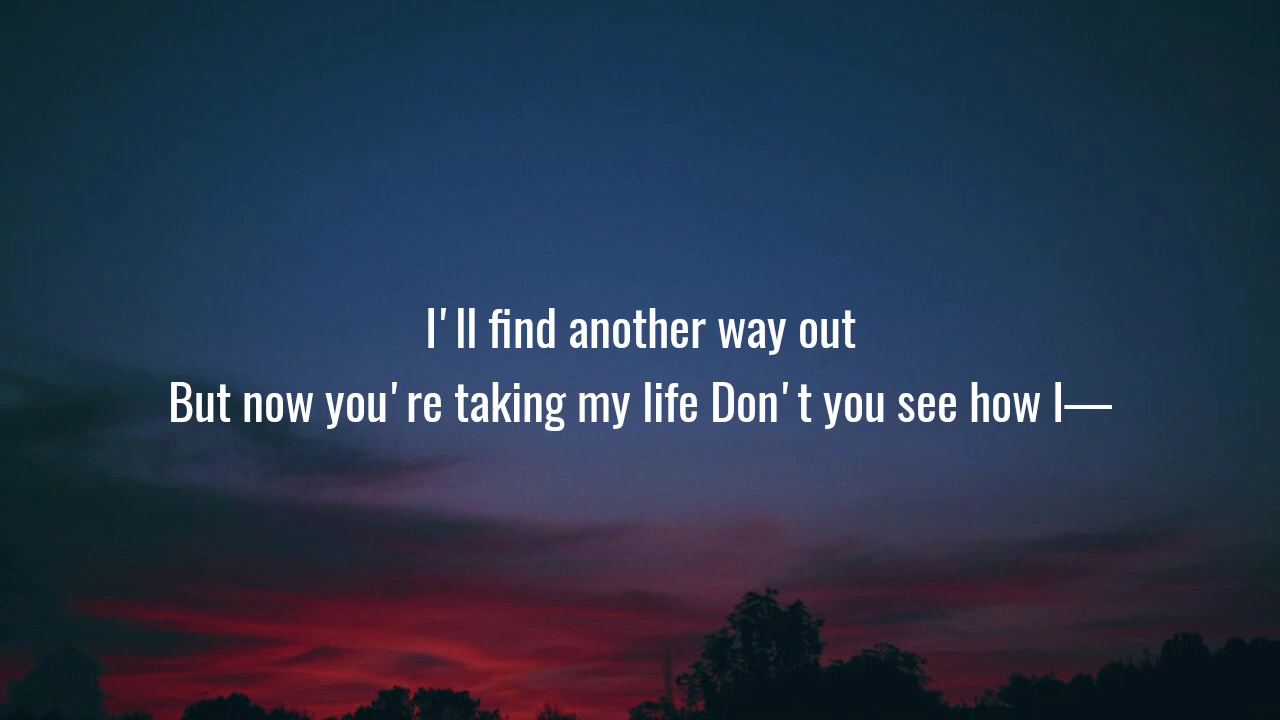 I'll find another way out
But now you're taking my life Don't you see how I—